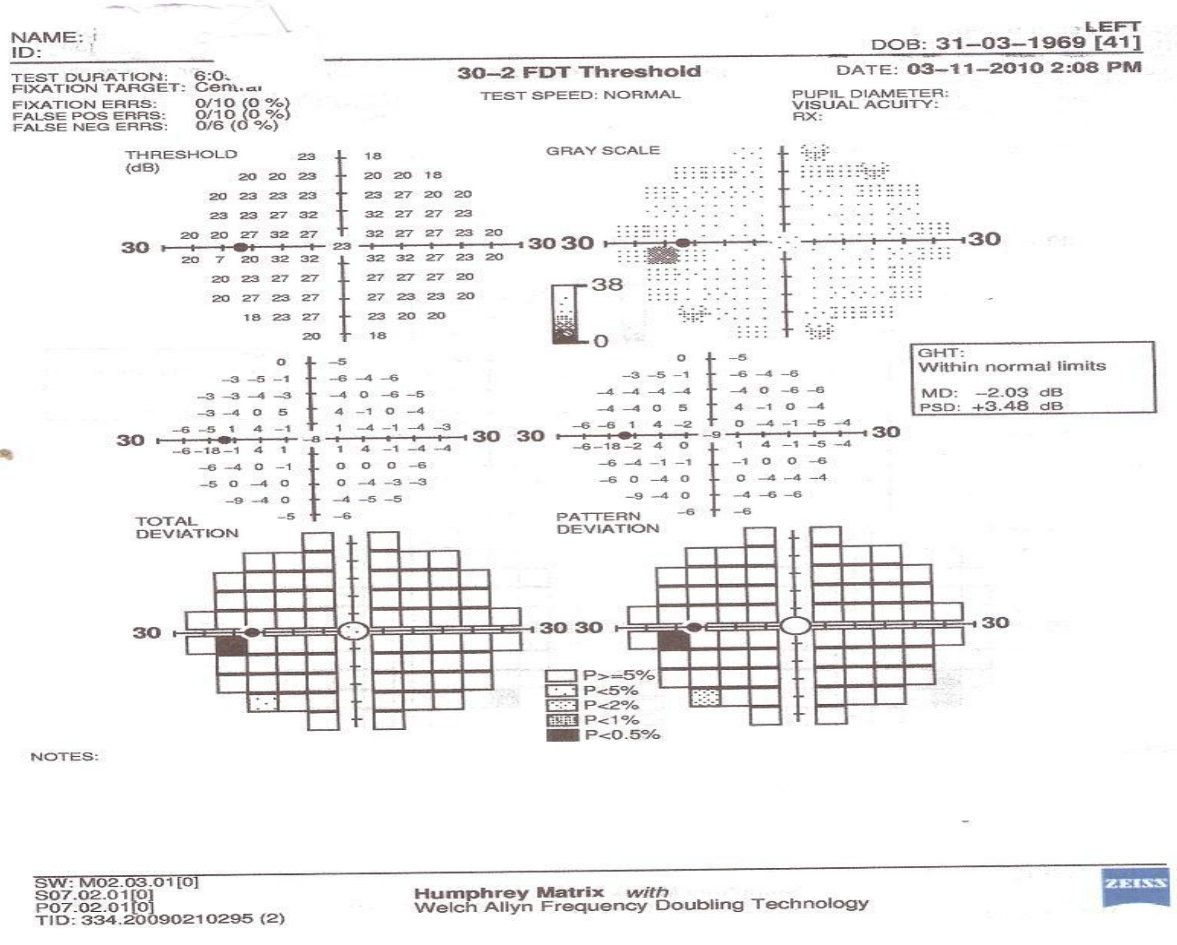 LEFT
NAME:
ID:
DOB: 31-03-1969 [41]
TEST DURATION:
FIXATION TARGET: Central
FIXATION ERRS: 0/10 (0 %)
FALSE POS ERRS: 0/10 (0 %)
FALSE NEG ERRS: 0/6 (0 %)
30-2 FDT Threshold
TEST SPEED: NORMAL
DATE: 03-11-2010 2:08 PM
PUPIL DIAMETER:
VISUAL ACUITY:
RX:
THRESHOLD
(dB)
23 18
20 20 23 20 20 18
20 23 23 23 23 27 20 20
23 23 27 32 32 27 27 23
20 20 27 32 27 32 27 27 23 20
30 23 30
20 7 20 32 32 32 32 27 23 20
20 23 27 27 27 27 27 20
20 27 23 27 27 23 23 20
18 23 27 23 20 20
20 18
GRAY SCALE
30 30
38
0
0 -5
-3 -5 -1 -6 -4 -6
-3 -3 -4 -3 -4 0 -6 -5
-3 -4 0 5 4 -1 0 -4
-6 -5 1 4 -1 1 -4 -1 -4 -3
30 -8 30
-6 -18 -1 4 1 1 4 -1 -4 -4
-6 -4 0 -1 0 0 0 -6
-5 0 -4 0 0 -4 -3 -3
-9 -4 0 -4 -5 -5
-5 -6
0 -5
-3 -5 -1 -6 -4 -6
-4 -4 -4 -4 -4 0 -6 -6
-4 -4 0 5 4 -1 0 -4
-6 -6 1 4 -2 0 -4 -1 -5 -4
30 -9 30
-6 -18 -2 4 0 1 4 -1 -5 -4
-6 -4 -1 -1 -1 0 0 -6
-6 0 -4 0 0 -4 -4 -4
-9 -4 0 -4 -6 -6
-6 -6
GHT:
Within normal limits
MD: -2.03 dB
PSD: +3.48 dB
TOTAL
DEVIATION
30 30
PATTERN
DEVIATION
30 30
P>=5%
P<5%
P<2%
P<1%
P<0.5%
NOTES:
SW: M02.03.01[0]
S07.02.01[0]
P07.02.01[0]
TID: 334.20090210295 (2)
Humphrey Matrix with
Welch Allyn Frequency Doubling Technology
ZEISS